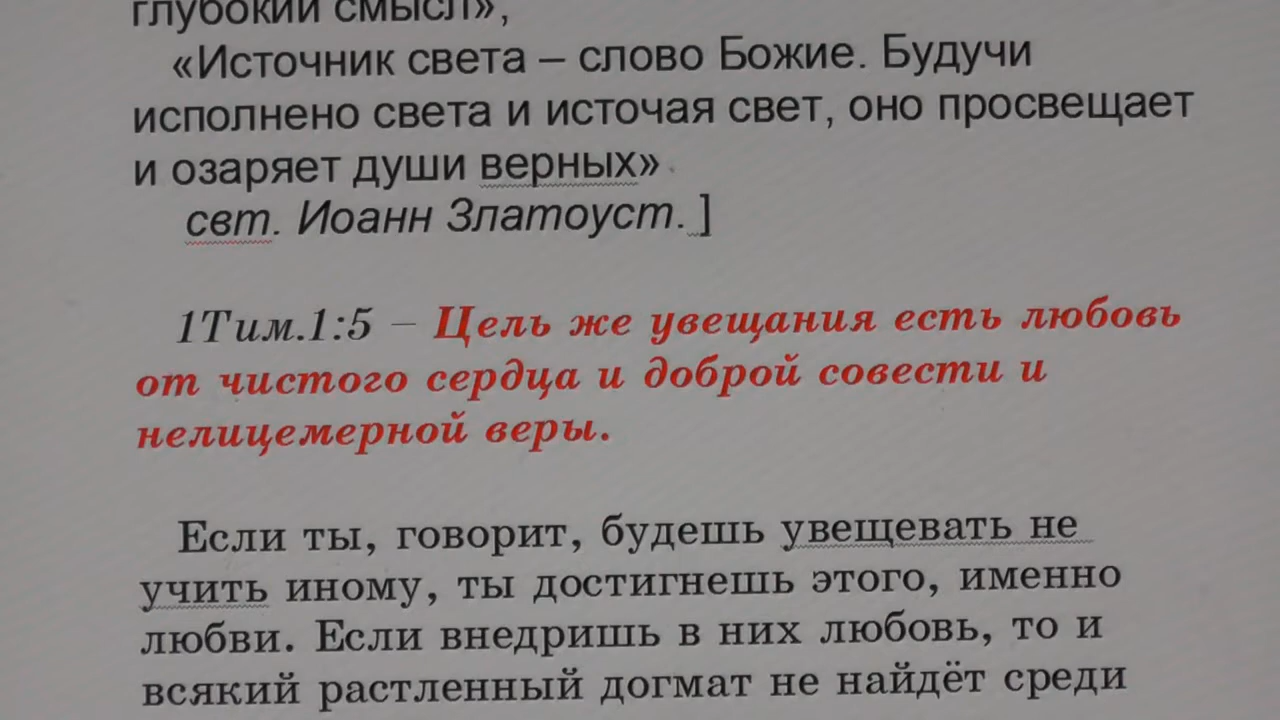 глубокий смысл»,
«Источник света – слово Божие. Будучи
исполнено света и источая свет, оно просвещает
и озаряет души верных»
свт. Иоанн Златоуст. ]
1Тим.1:5 – Цель же увещания есть любовь
от чистого сердца и доброй совести и
нелицемерной веры.
Если ты, говорит, будешь увещевать не
учить иному, ты достигнешь этого, именно
любви. Если внедришь в них любовь, то и
всякий растленный догмат не найдёт среди